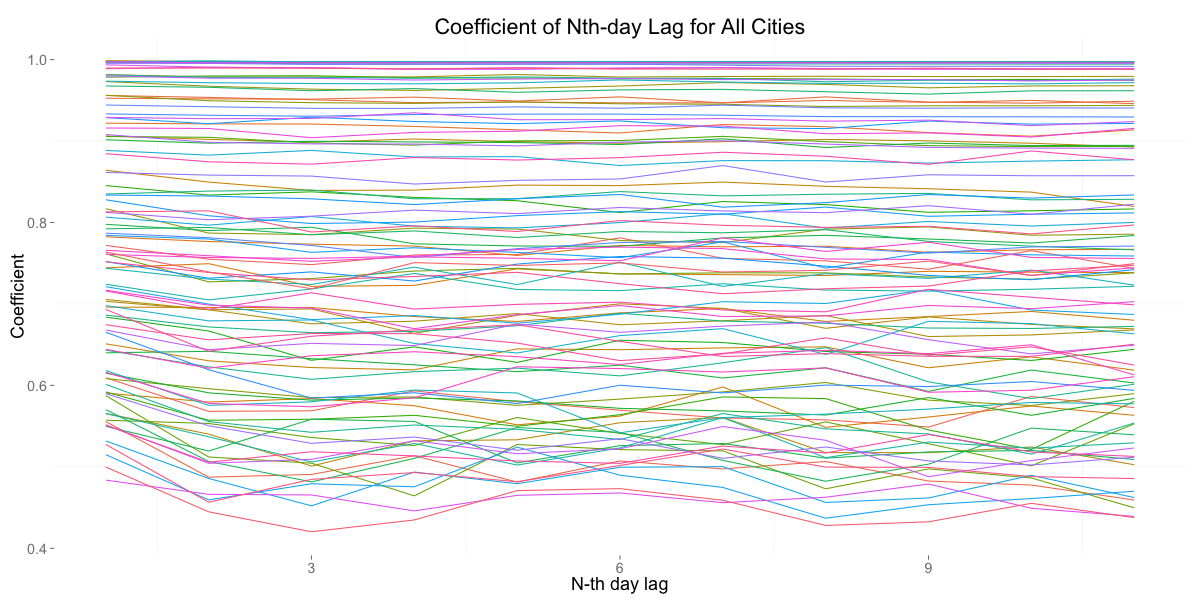 Coefficient of Nth-day Lag for All Cities
1.0
0.8
0.6
0.4
Coefficient
3 6 9
N-th day lag